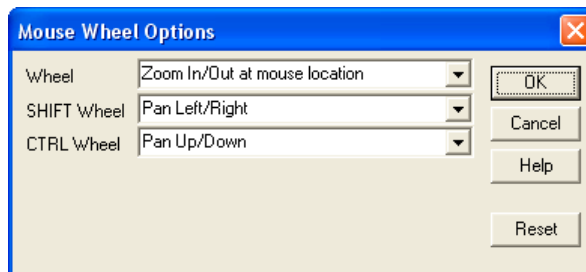 Mouse Wheel Options
Wheel Zoom In/Out at mouse location
SHIFT Wheel Pan Left/Right
CTRL Wheel Pan Up/Down
OK
Cancel
Help
Reset